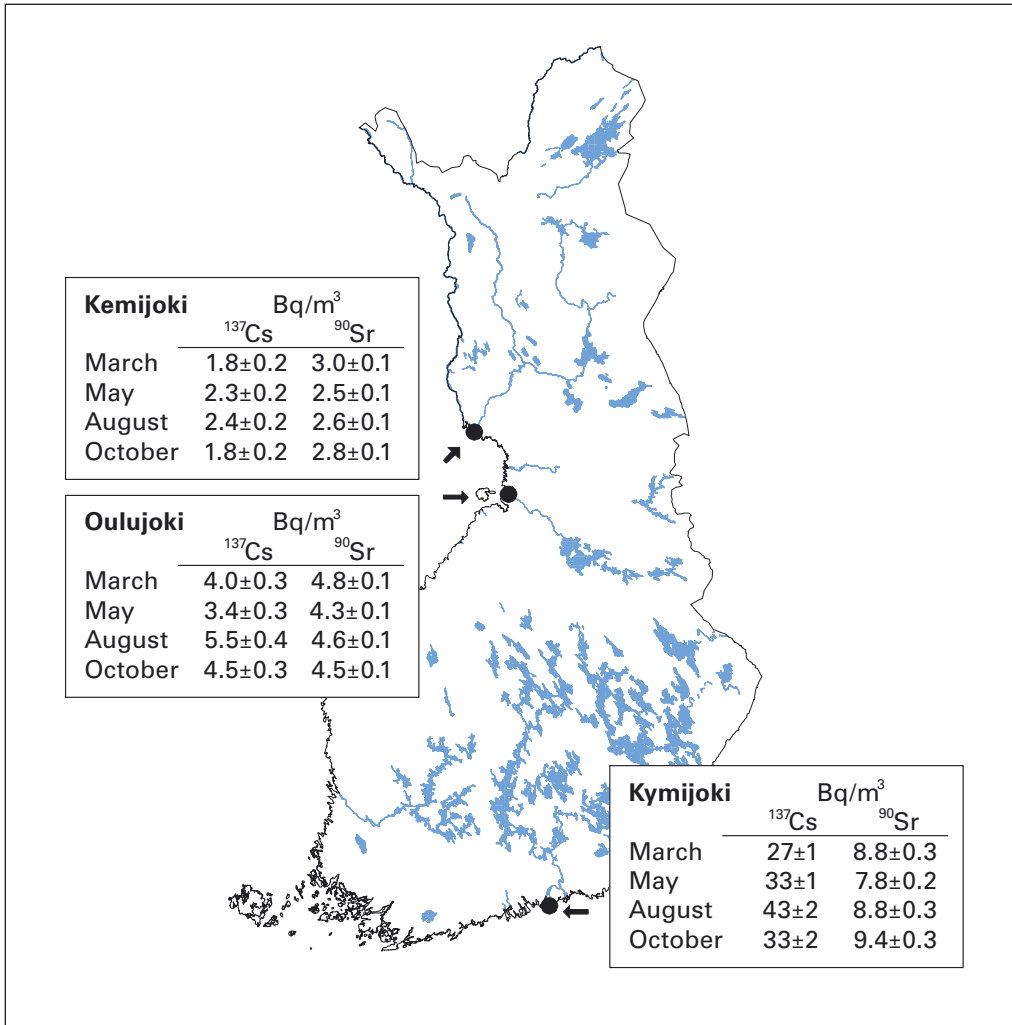 Kemijoki Bq/m³
¹³⁷Cs ⁹⁰Sr
March 1.8±0.2 3.0±0.1
May 2.3±0.2 2.5±0.1
August 2.4±0.2 2.6±0.1
October 1.8±0.2 2.8±0.1
Oulujoki Bq/m³
¹³⁷Cs ⁹⁰Sr
March 4.0±0.3 4.8±0.1
May 3.4±0.3 4.3±0.1
August 5.5±0.4 4.6±0.1
October 4.5±0.3 4.5±0.1
Kymijoki Bq/m³
¹³⁷Cs ⁹⁰Sr
March 27±1 8.8±0.3
May 33±1 7.8±0.2
August 43±2 8.8±0.3
October 33±2 9.4±0.3